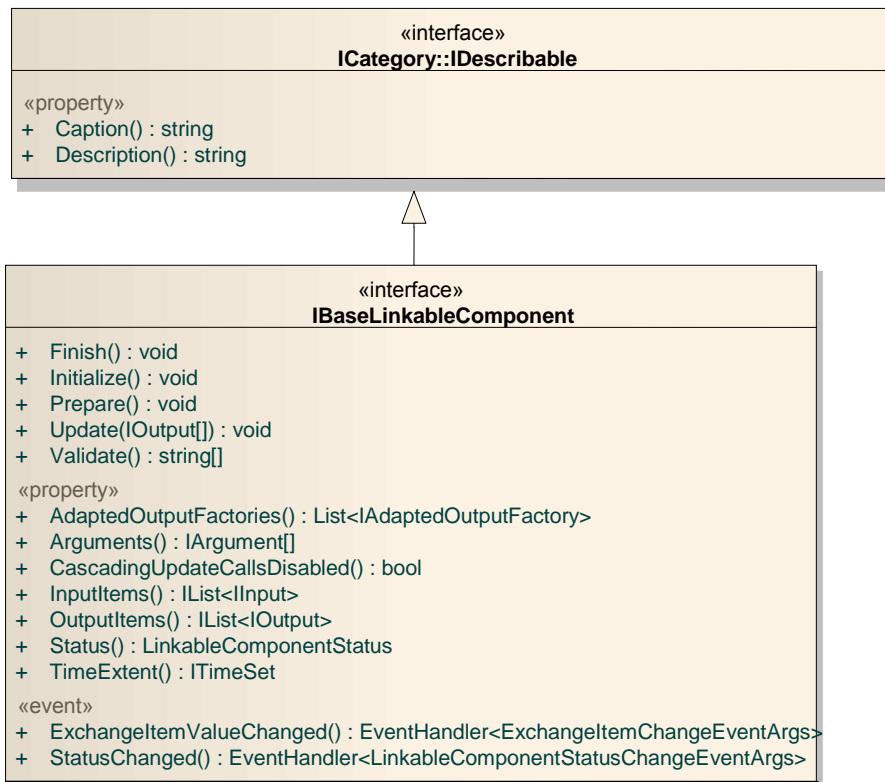 «interface»
ICategory::IDescribable
«property»
+ Caption() : string
+ Description() : string
«interface»
IBaseLinkableComponent
+ Finish() : void
+ Initialize() : void
+ Prepare() : void
+ Update(IOutput[]) : void
+ Validate() : string[]
«property»
+ AdaptedOutputFactories() : List<IAdaptedOutputFactory>
+ Arguments() : IArgument[]
+ CascadingUpdateCallsDisabled() : bool
+ InputItems() : IList<IInput>
+ OutputItems() : IList<IOutput>
+ Status() : LinkableComponentStatus
+ TimeExtent() : ITimeSet
«event»
+ ExchangeItemValueChanged() : EventHandler<ExchangeItemChangeEventArgs>
+ StatusChanged() : EventHandler<LinkableComponentStatusChangeEventArgs>